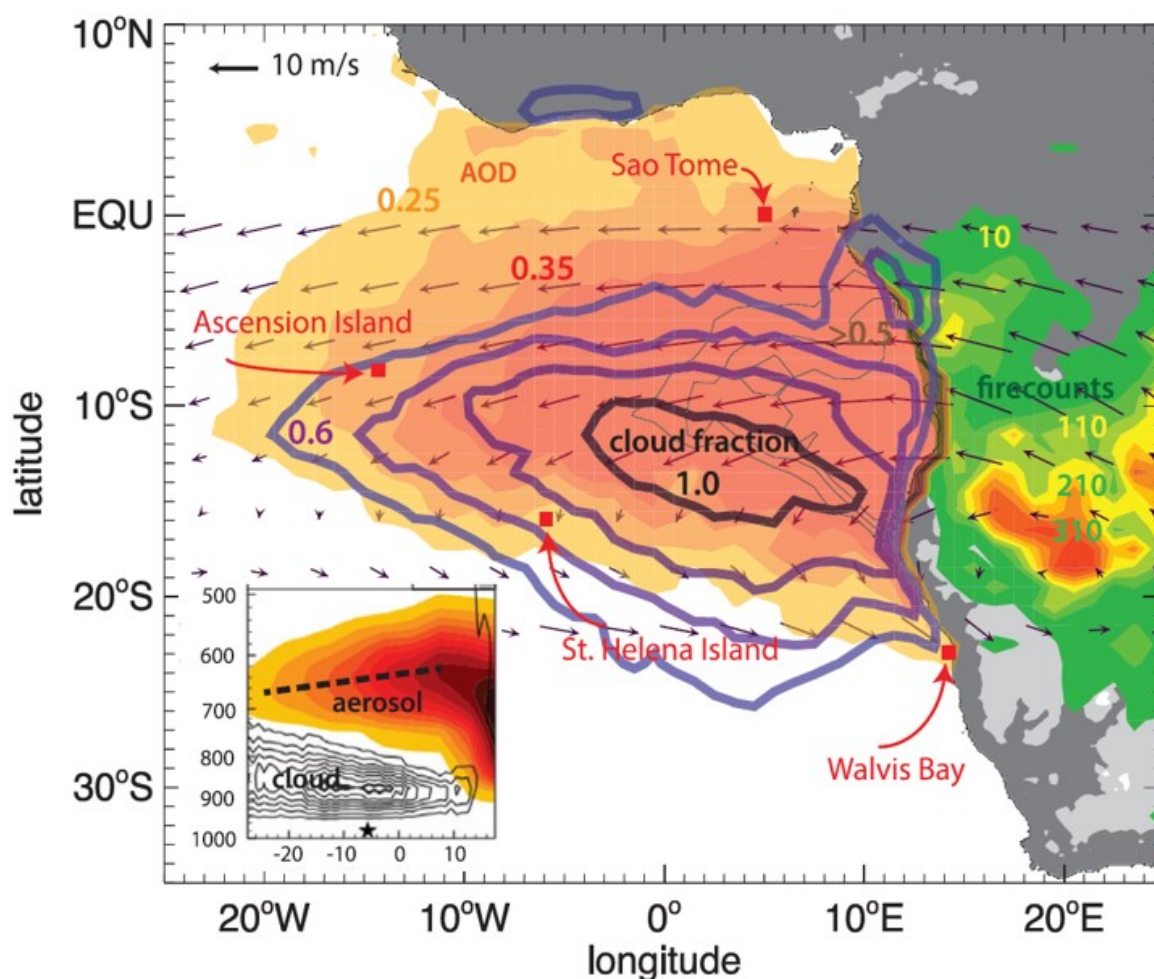 10°N
10 m/s
Sao Tome
AOD
0.25
EQU
10
0.35
Ascension Island
>0.5
firecounts
10°S
0.6
110
cloud fraction
1.0
210
310
latitude
20°S
500
600
St. Helena Island
aerosol
700
Walvis Bay
800
cloud
30°S
900
1000
-20 -10 0 10
20°W 10°W 0° 10°E 20°E
longitude